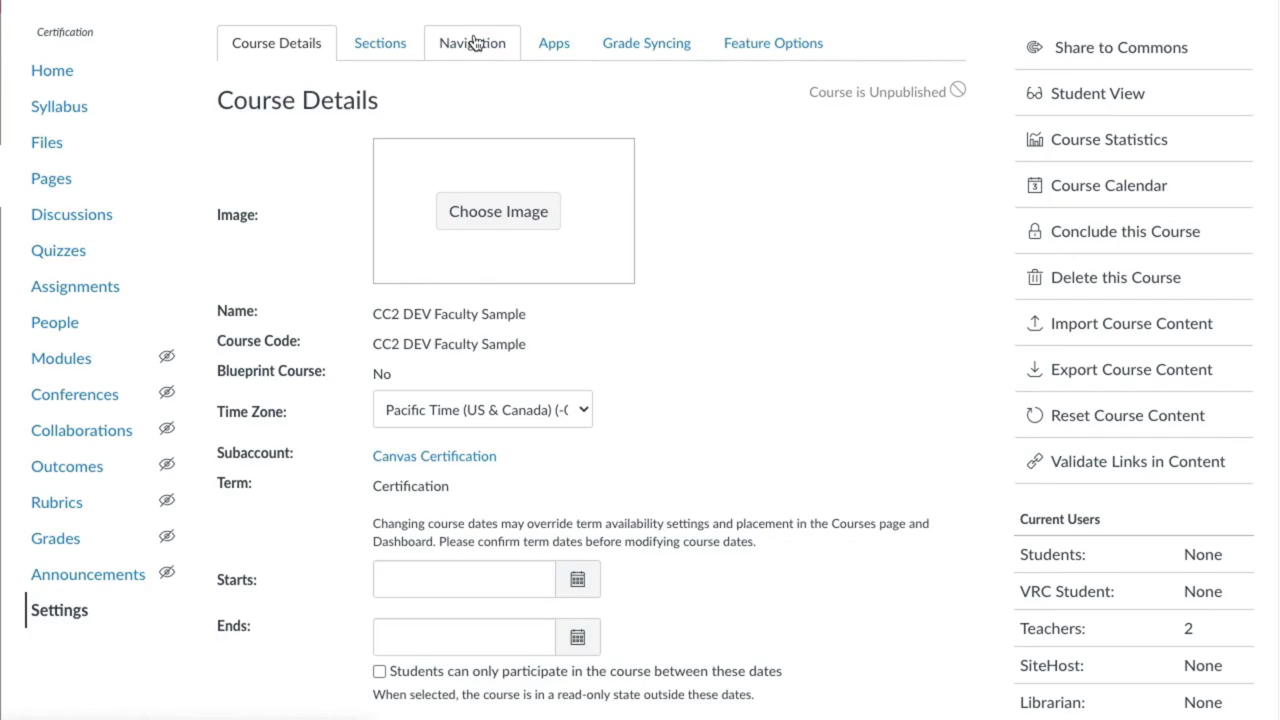 Certification
Home
Syllabus
Files
Pages
Discussions
Quizzes
Assignments
People
Modules
Conferences
Collaborations
Outcomes
Rubrics
Grades
Announcements
Settings
Course Details Sections Navigation Apps Grade Syncing Feature Options
Course Details
Course is Unpublished
Image:
Choose Image
Name: CC2 DEV Faculty Sample
Course Code: CC2 DEV Faculty Sample
Blueprint Course: No
Time Zone: Pacific Time (US & Canada) (-0
Subaccount: Canvas Certification
Term: Certification
Changing course dates may override term availability settings and placement in the Courses page and
Dashboard. Please confirm term dates before modifying course dates.
Starts:
Ends:
Students can only participate in the course between these dates
When selected, the course is in a read-only state outside these dates.
Share to Commons
Student View
Course Statistics
Course Calendar
Conclude this Course
Delete this Course
Import Course Content
Export Course Content
Reset Course Content
Validate Links in Content
Current Users
Students: None
VRC Student: None
Teachers: 2
SiteHost: None
Librarian: None